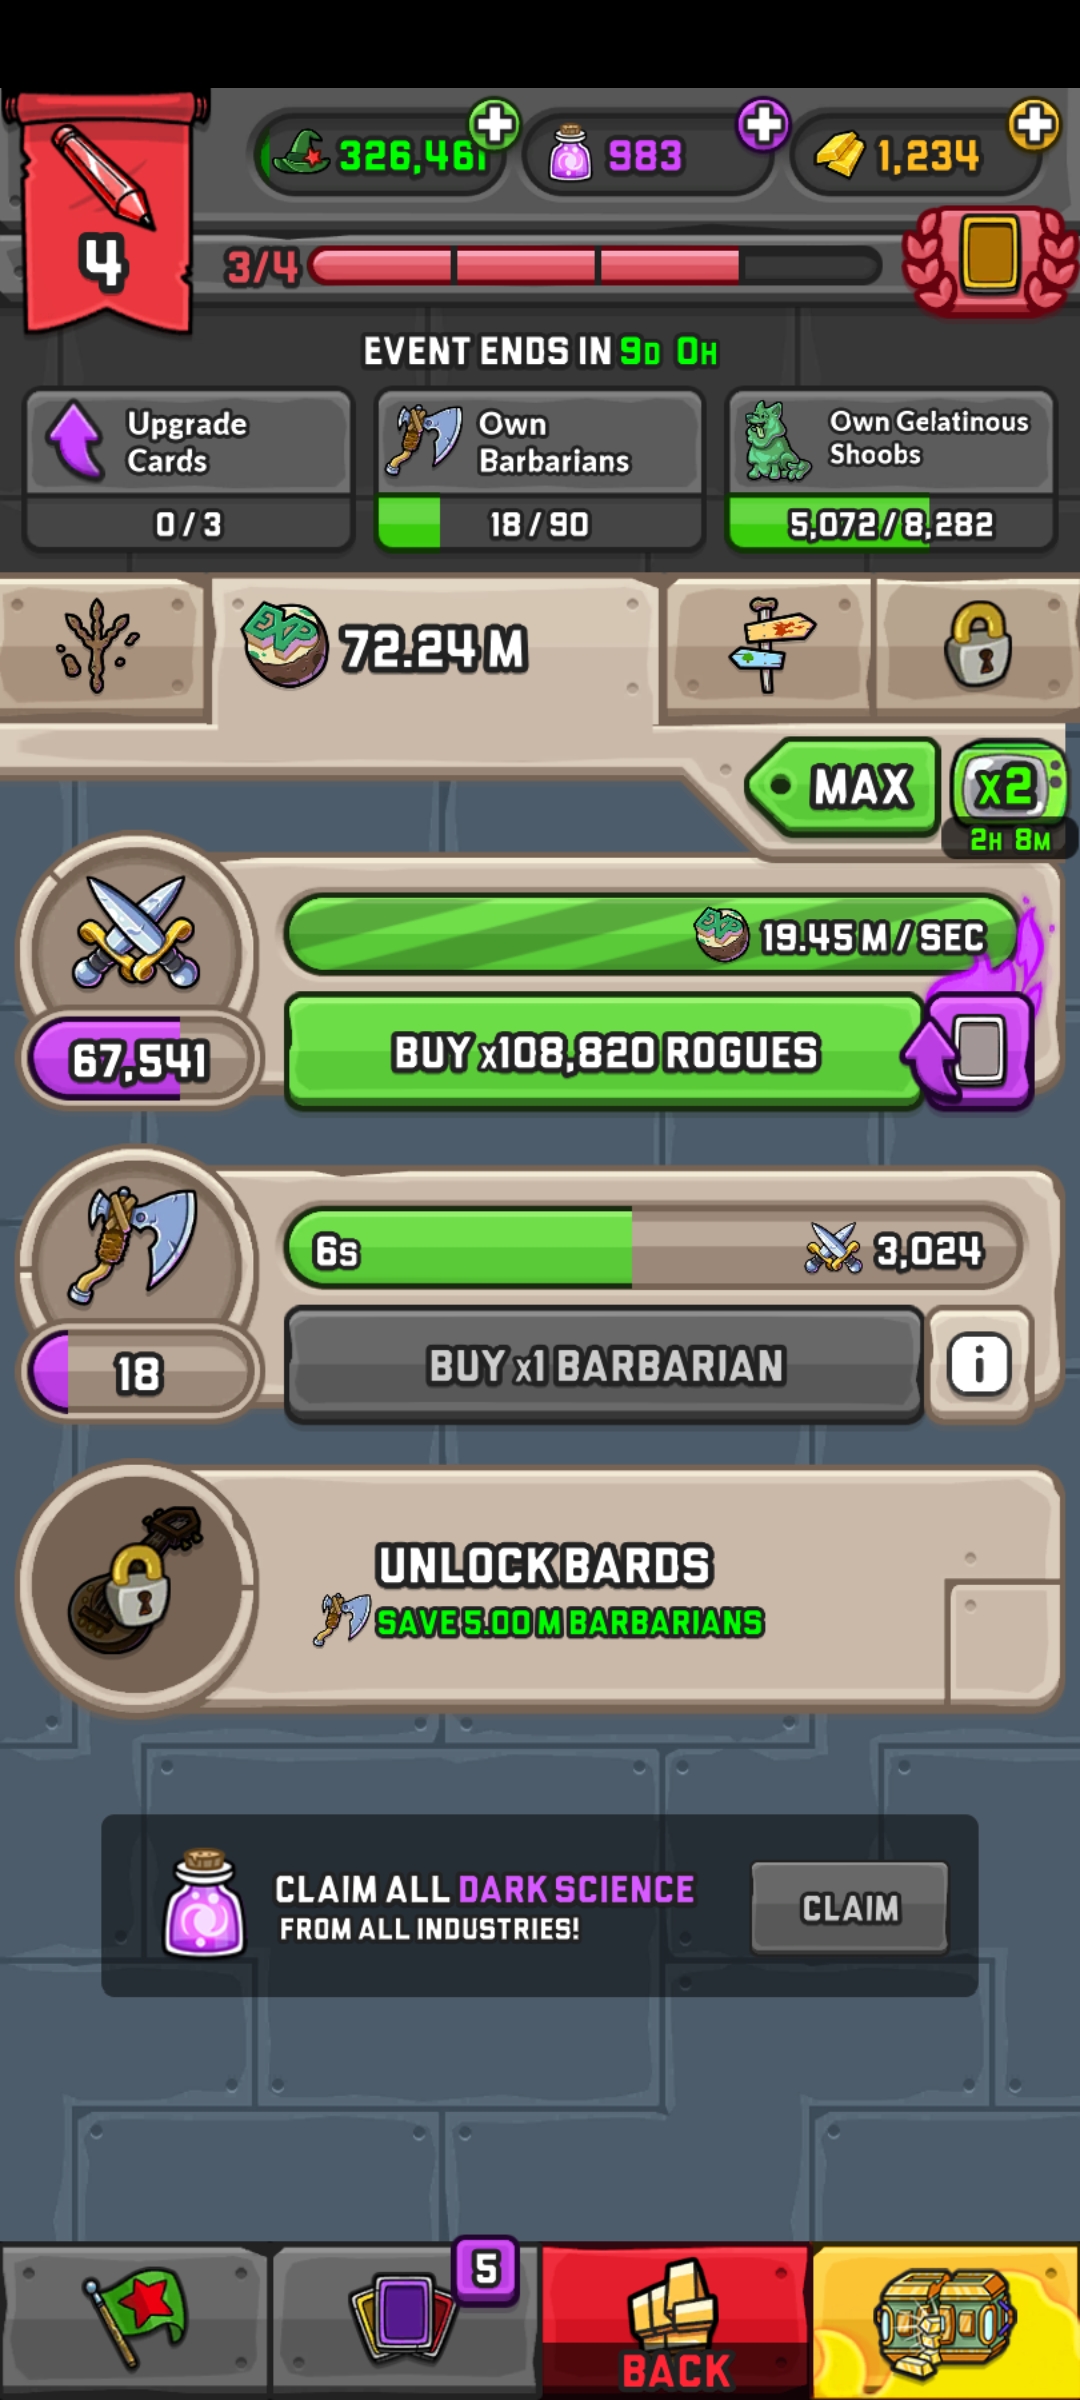 326,461
983
1,234
4
3/4
EVENT ENDS IN 9D 0H
Upgrade
Cards
0 / 3
Own
Barbarians
18 / 90
Own Gelatinous
Shoobs
5,072 / 8,282
EXP
72.24 M
MAX
x2
2H 8M
EXP
19.45 M / SEC
67,541
BUY x108,820 ROGUES
6s
3,024
18
BUY x1 BARBARIAN
i
UNLOCK BARDS
SAVE 5.00 M BARBARIANS
CLAIM ALL DARK SCIENCE
FROM ALL INDUSTRIES!
CLAIM
5
BACK